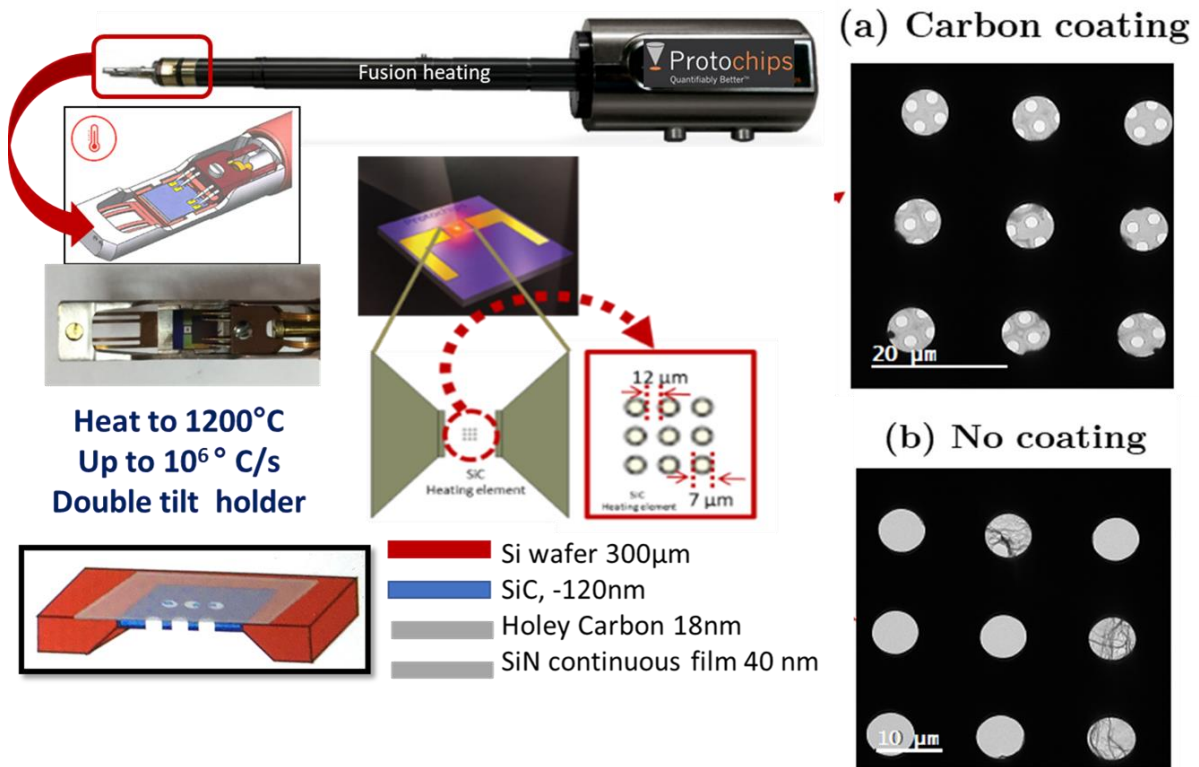 Fusion heating
Protochips
Quantifiably Better™
Heat to 1200°C
Up to 10⁶ ° C/s
Double tilt holder
SiC
Heating element
12 µm
SiC
Heating element
7 µm
Si wafer 300µm
SiC, -120nm
Holey Carbon 18nm
SiN continuous film 40 nm
(a) Carbon coating
20 µm
(b) No coating
10 µm